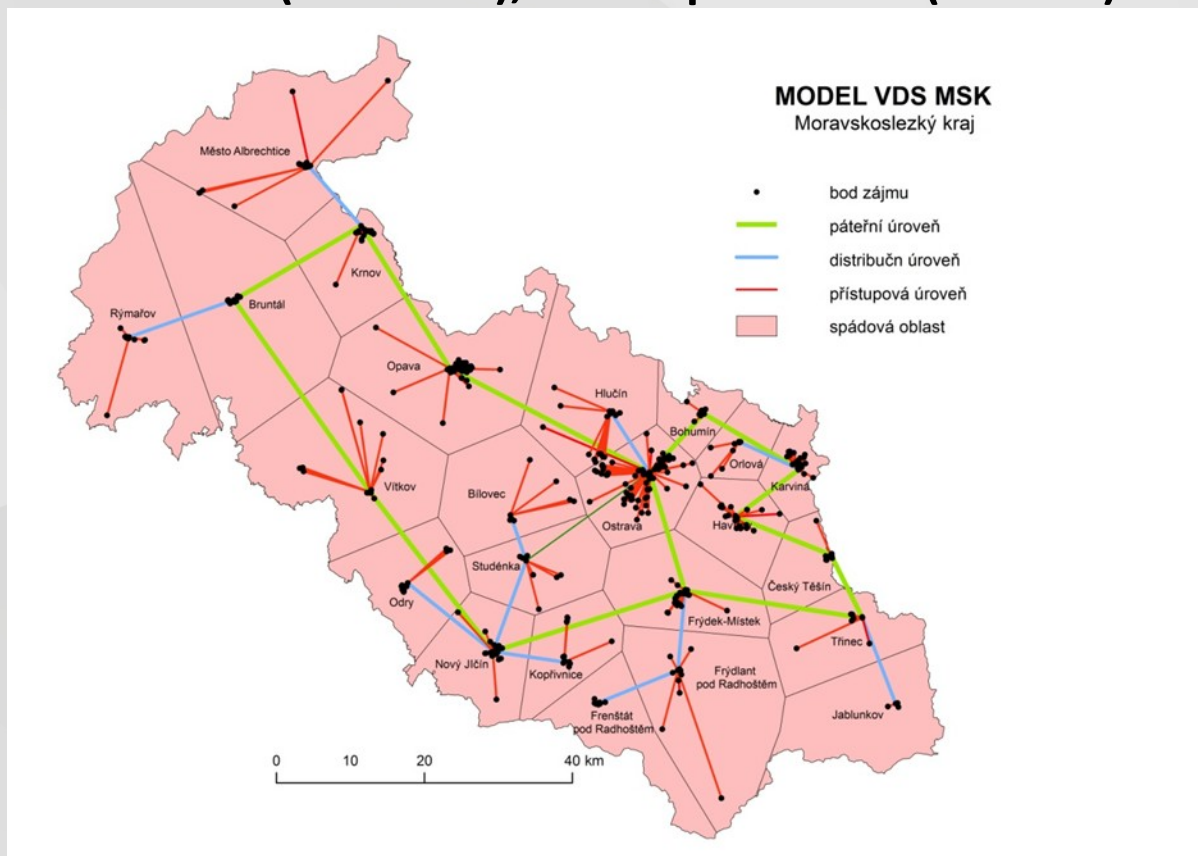 MODEL VDS MSK
Moravskoslezký kraj
bod zájmu
páteřní úroveň
distribučn úroveň
přístupová úroveň
spádová oblast
Město Albrechtice
Krnov
Bruntál
Rýmařov
Opava
Hlučín
Bohumín
Orlová
Karviná
Vítkov
Bílovec
Ostrava
Studénka
Český Těšín
Odry
Frýdek-Místek
Třinec
Nový JIčín
Kopřivnice
Frýdlant
pod Radhoštěm
Frenštát
pod Radhoštěm
Jablunkov
0 10 20 40 km